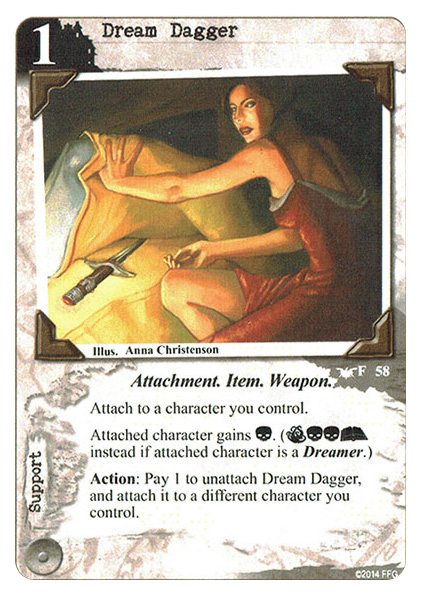 1
Dream Dagger
Illus. Anna Christenson
F 58
Attachment. Item. Weapon.
Attach to a character you control.
Attached character gains . (
instead if attached character is a Dreamer.)
Action: Pay 1 to unattach Dream Dagger,
and attach it to a different character you
control.
Support
©2014 FFG